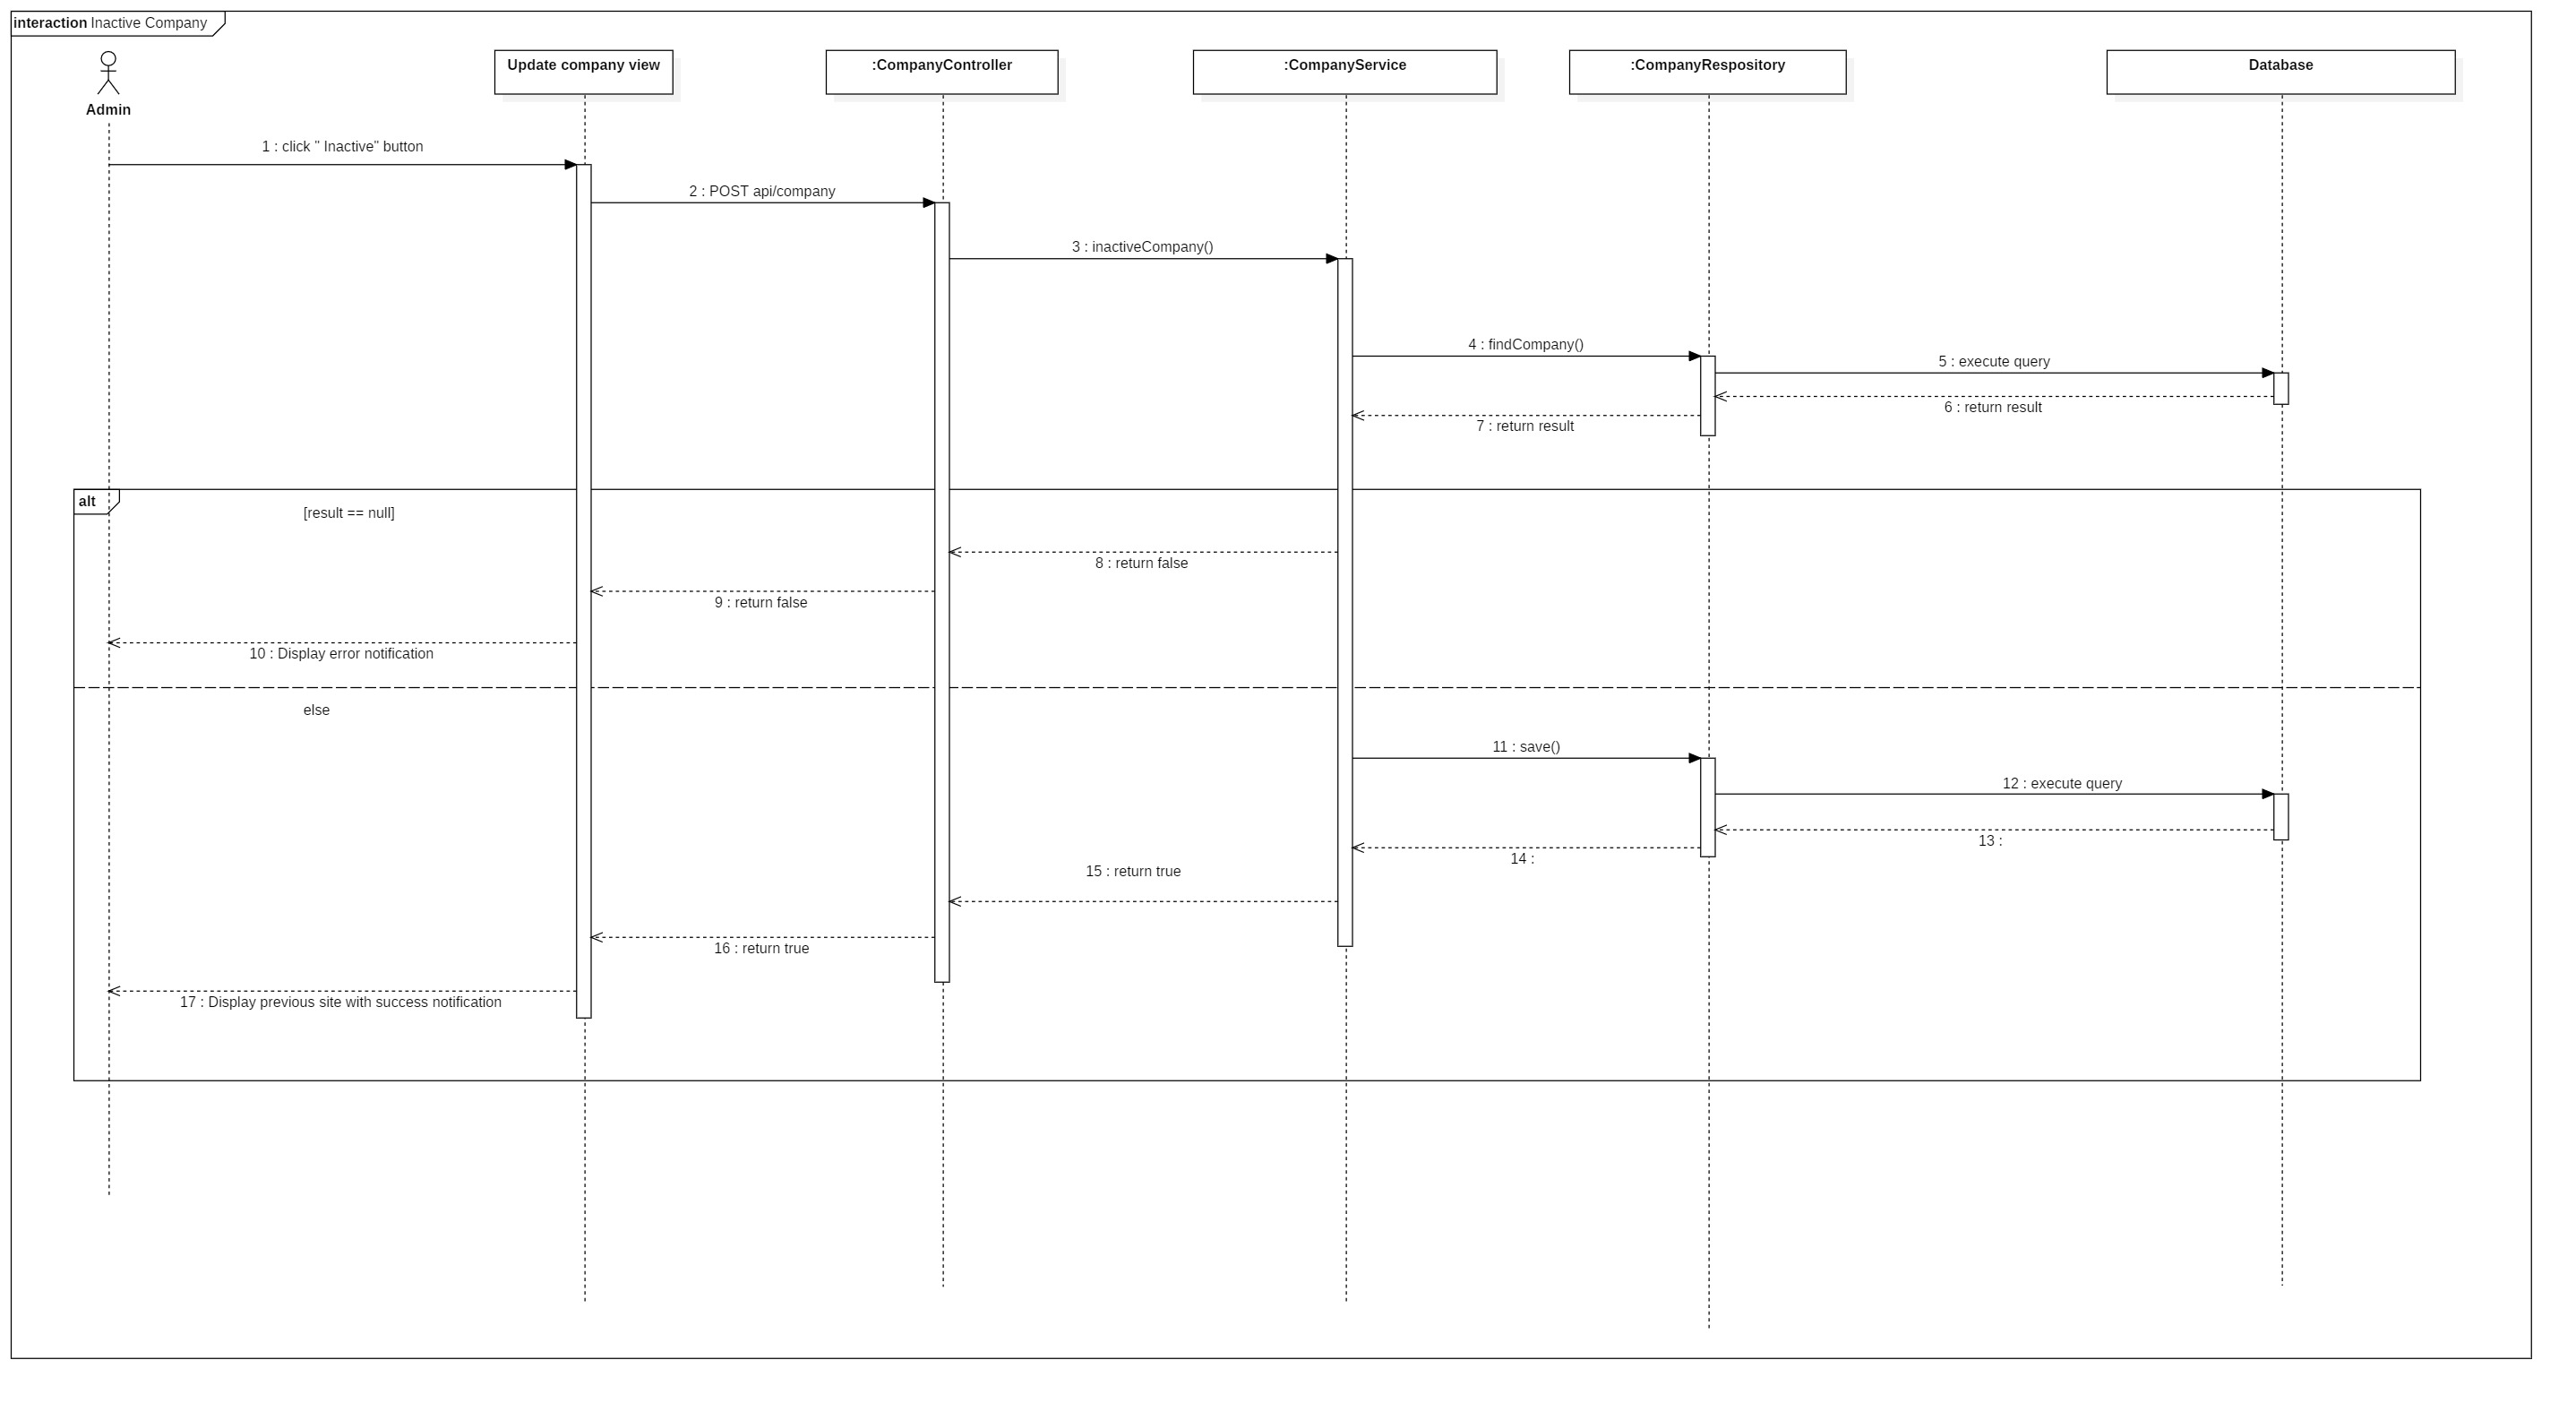 interaction Inactive Company
Admin
Update company view
:CompanyController
:CompanyService
:CompanyRespository
Database
1 : click " Inactive" button
2 : POST api/company
3 : inactiveCompany()
4 : findCompany()
5 : execute query
6 : return result
7 : return result
alt
[result == null]
8 : return false
9 : return false
10 : Display error notification
else
11 : save()
12 : execute query
13 :
14 :
15 : return true
16 : return true
17 : Display previous site with success notification